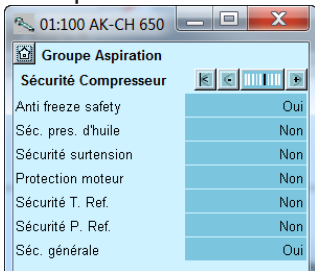 01:100 AK-CH 650
Groupe Aspiration
Sécurité Compresseur
Anti freeze safety Oui
Séc. pres. d'huile Non
Sécurité surtension Non
Protection moteur Non
Sécurité T. Ref. Non
Sécurité P. Ref. Non
Séc. générale Oui